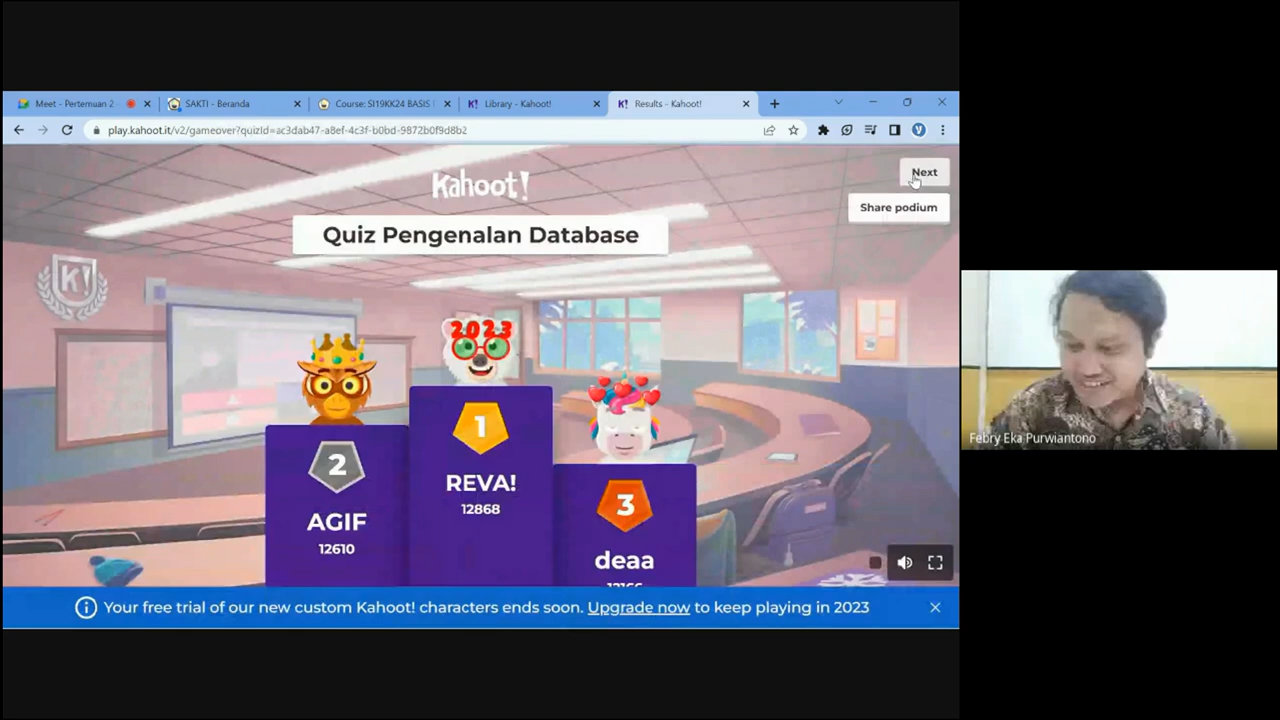 Meet - Pertemuan 2
SAKTI - Beranda
Course: SI19KK24 BASIS
Library - Kahoot!
Results - Kahoot!
play.kahoot.it/v2/gameover?quizId=ac3dab47-a8ef-4c3f-b0bd-9872b0f9d8b2
V
Kahoot!
Next
Share podium
Quiz Pengenalan Database
K!
2023
1
2
REVA!
12868
3
AGIF
12610
deaa
Your free trial of our new custom Kahoot! characters ends soon. Upgrade now to keep playing in 2023
Febry Eka Purwiantono